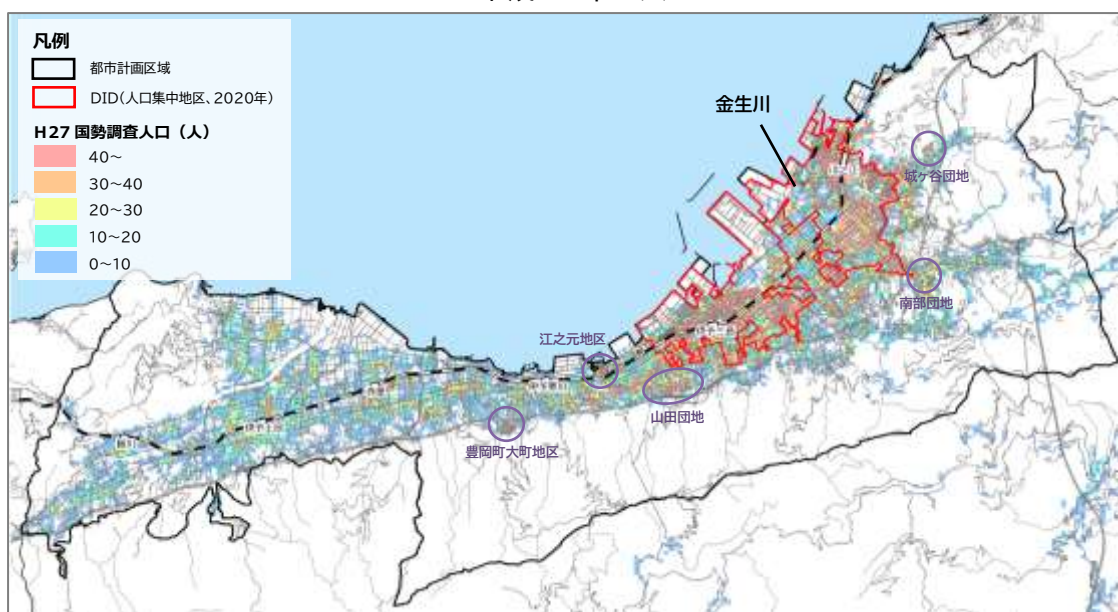 凡例
都市計画区域
DID(人口集中地区、2020年)
H27 国勢調査人口（人）
40～
30～40
20～30
10～20
0～10
金生川
城ヶ谷団地
南部団地
江之元地区
山田団地
豊岡町大町地区